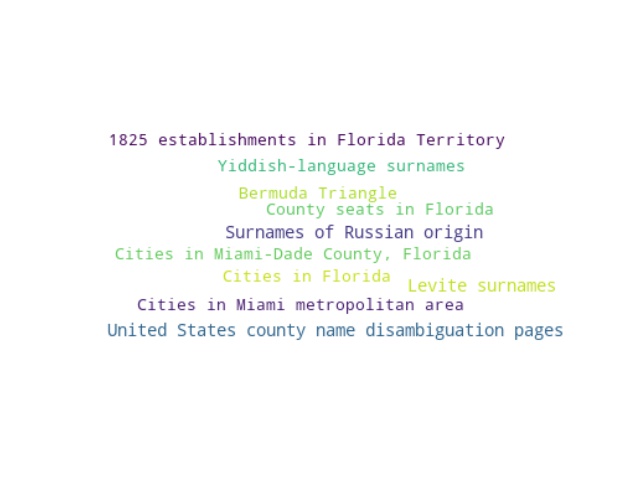 1825 establishments in Florida Territory
Yiddish-language surnames
Bermuda Triangle
County seats in Florida
Surnames of Russian origin
Cities in Miami-Dade County, Florida
Cities in Florida
Levite surnames
Cities in Miami metropolitan area
United States county name disambiguation pages